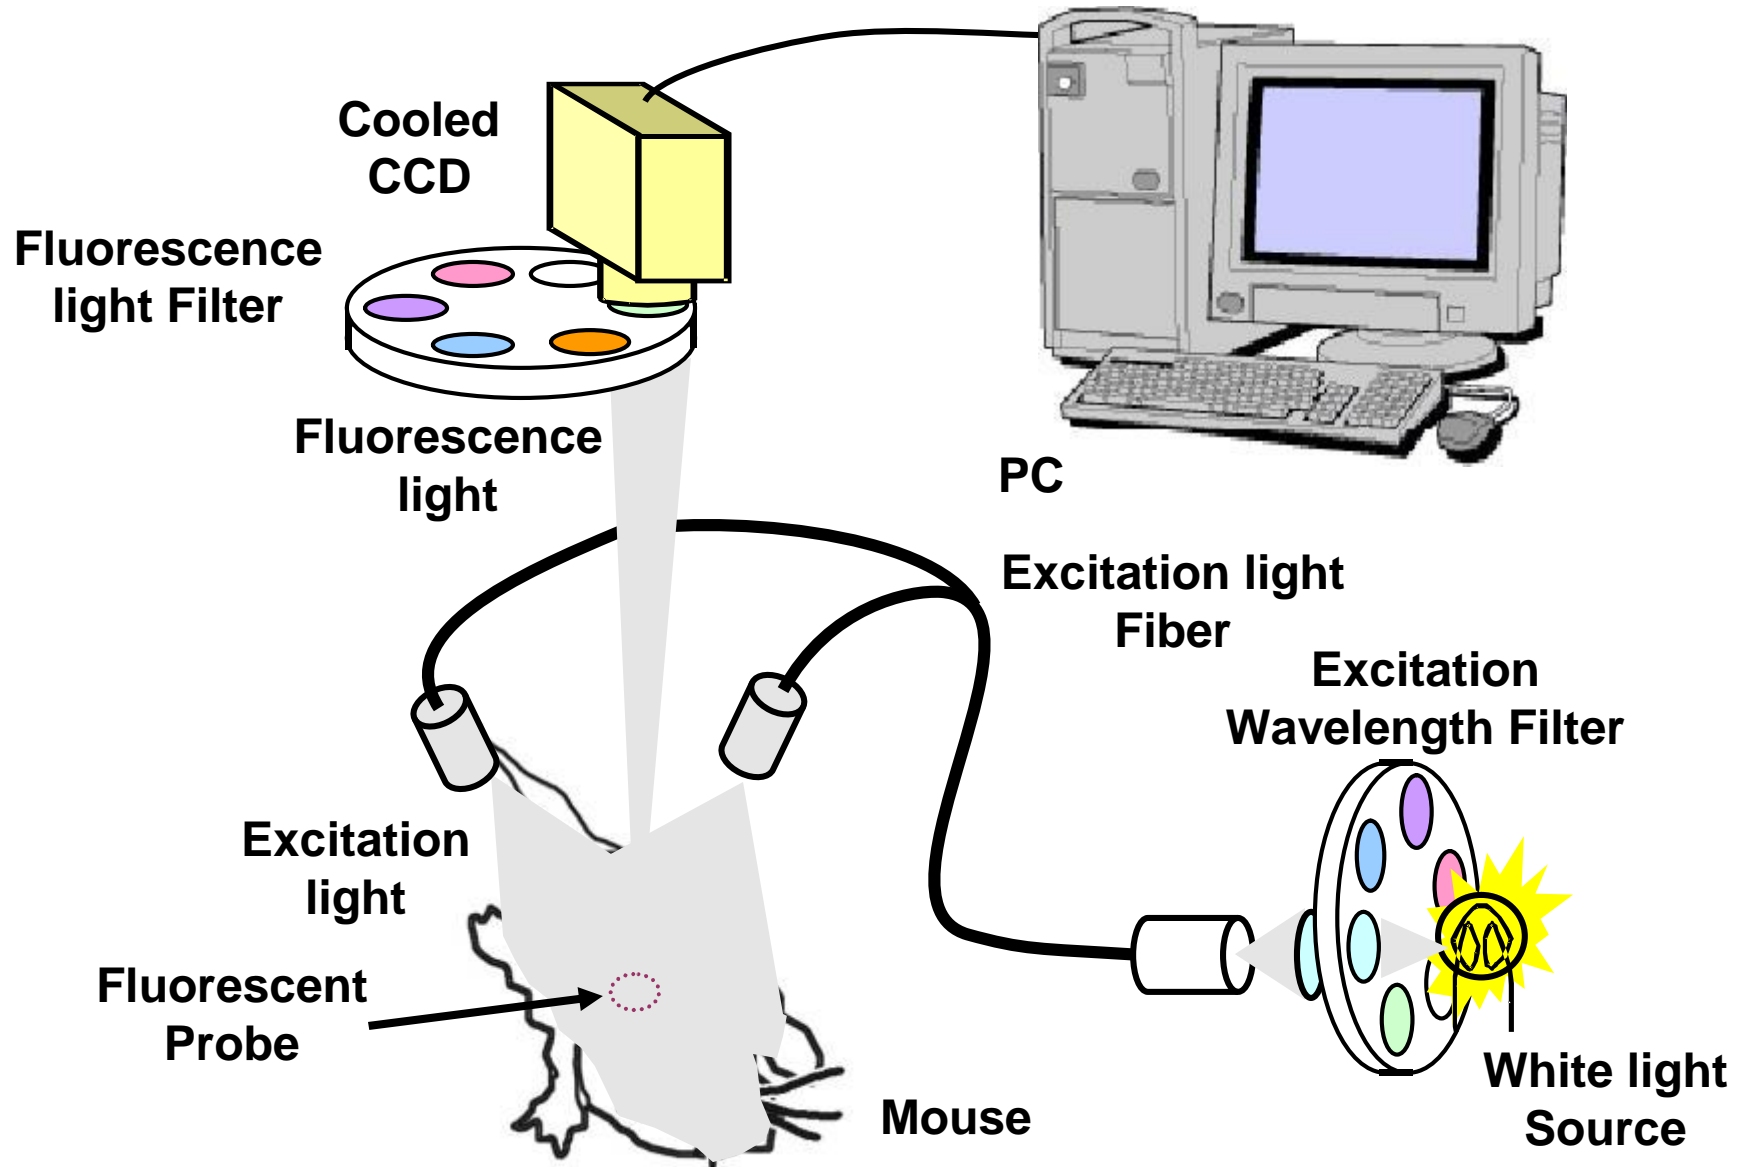 Cooled
CCD
Fluorescence
light Filter
Fluorescence
light
PC
Excitation light
Fiber
Excitation
Wavelength Filter
Excitation
light
Fluorescent
Probe
White light
Source
Mouse